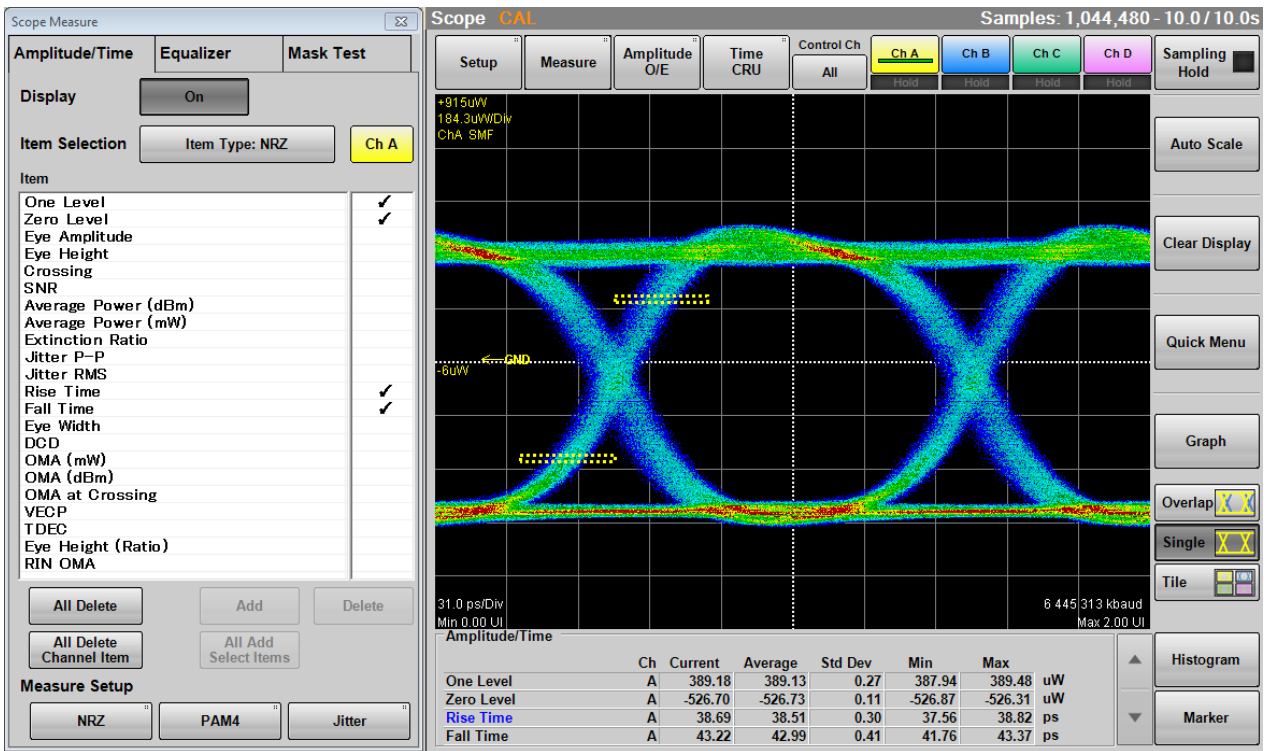 Scope Measure
Amplitude/Time Equalizer Mask Test
Display On
Item Selection Item Type: NRZ Ch A
Item
One Level ✓
Zero Level ✓
Eye Amplitude
Eye Height
Crossing
SNR
Average Power (dBm)
Average Power (mW)
Extinction Ratio
Jitter P-P
Jitter RMS
Rise Time ✓
Fall Time ✓
Eye Width
DCD
OMA (mW)
OMA (dBm)
OMA at Crossing
VECP
TDEC
Eye Height (Ratio)
RIN OMA
All Delete Add Delete
All Delete Channel Item All Add Select Items
Measure Setup
NRZ PAM4 Jitter
Scope CAL Samples: 1,044,480 - 10.0 / 10.0s
Setup Measure Amplitude O/E Time CRU Control Ch All Ch A Ch B Ch C Ch D Sampling Hold
Hold Hold Hold Hold
+915uW
184.3uW/Div
ChA SMF
←GND
-6uW
31.0 ps/Div 6 445 313 kbaud
Min 0.00 UI Max 2.00 UI
Auto Scale
Clear Display
Quick Menu
Graph
Overlap
Single
Tile
Histogram
Marker
Amplitude/Time
Ch Current Average Std Dev Min Max
One Level A 389.18 389.13 0.27 387.94 389.48 uW
Zero Level A -526.70 -526.73 0.11 -526.87 -526.31 uW
Rise Time A 38.69 38.51 0.30 37.56 38.82 ps
Fall Time A 43.22 42.99 0.41 41.76 43.37 ps